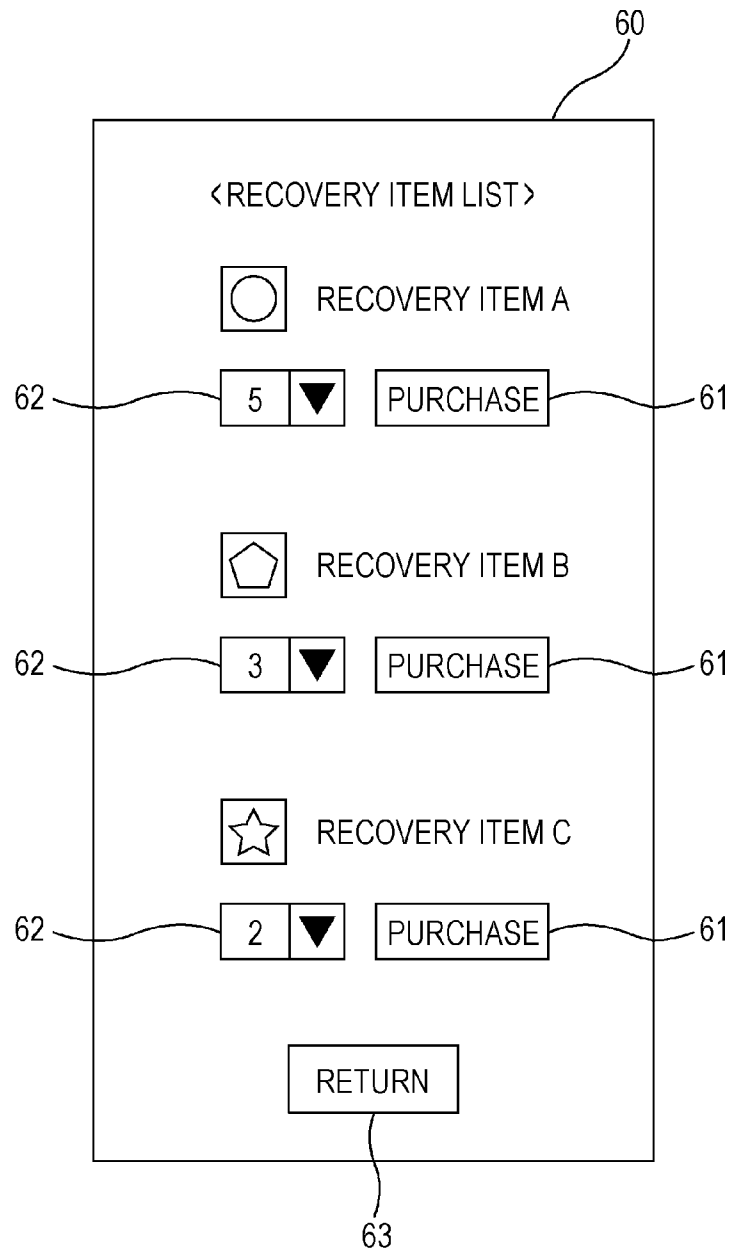 60
<RECOVERY ITEM LIST>
RECOVERY ITEM A
62 5 PURCHASE 61
RECOVERY ITEM B
62 3 PURCHASE 61
RECOVERY ITEM C
62 2 PURCHASE 61
RETURN
63